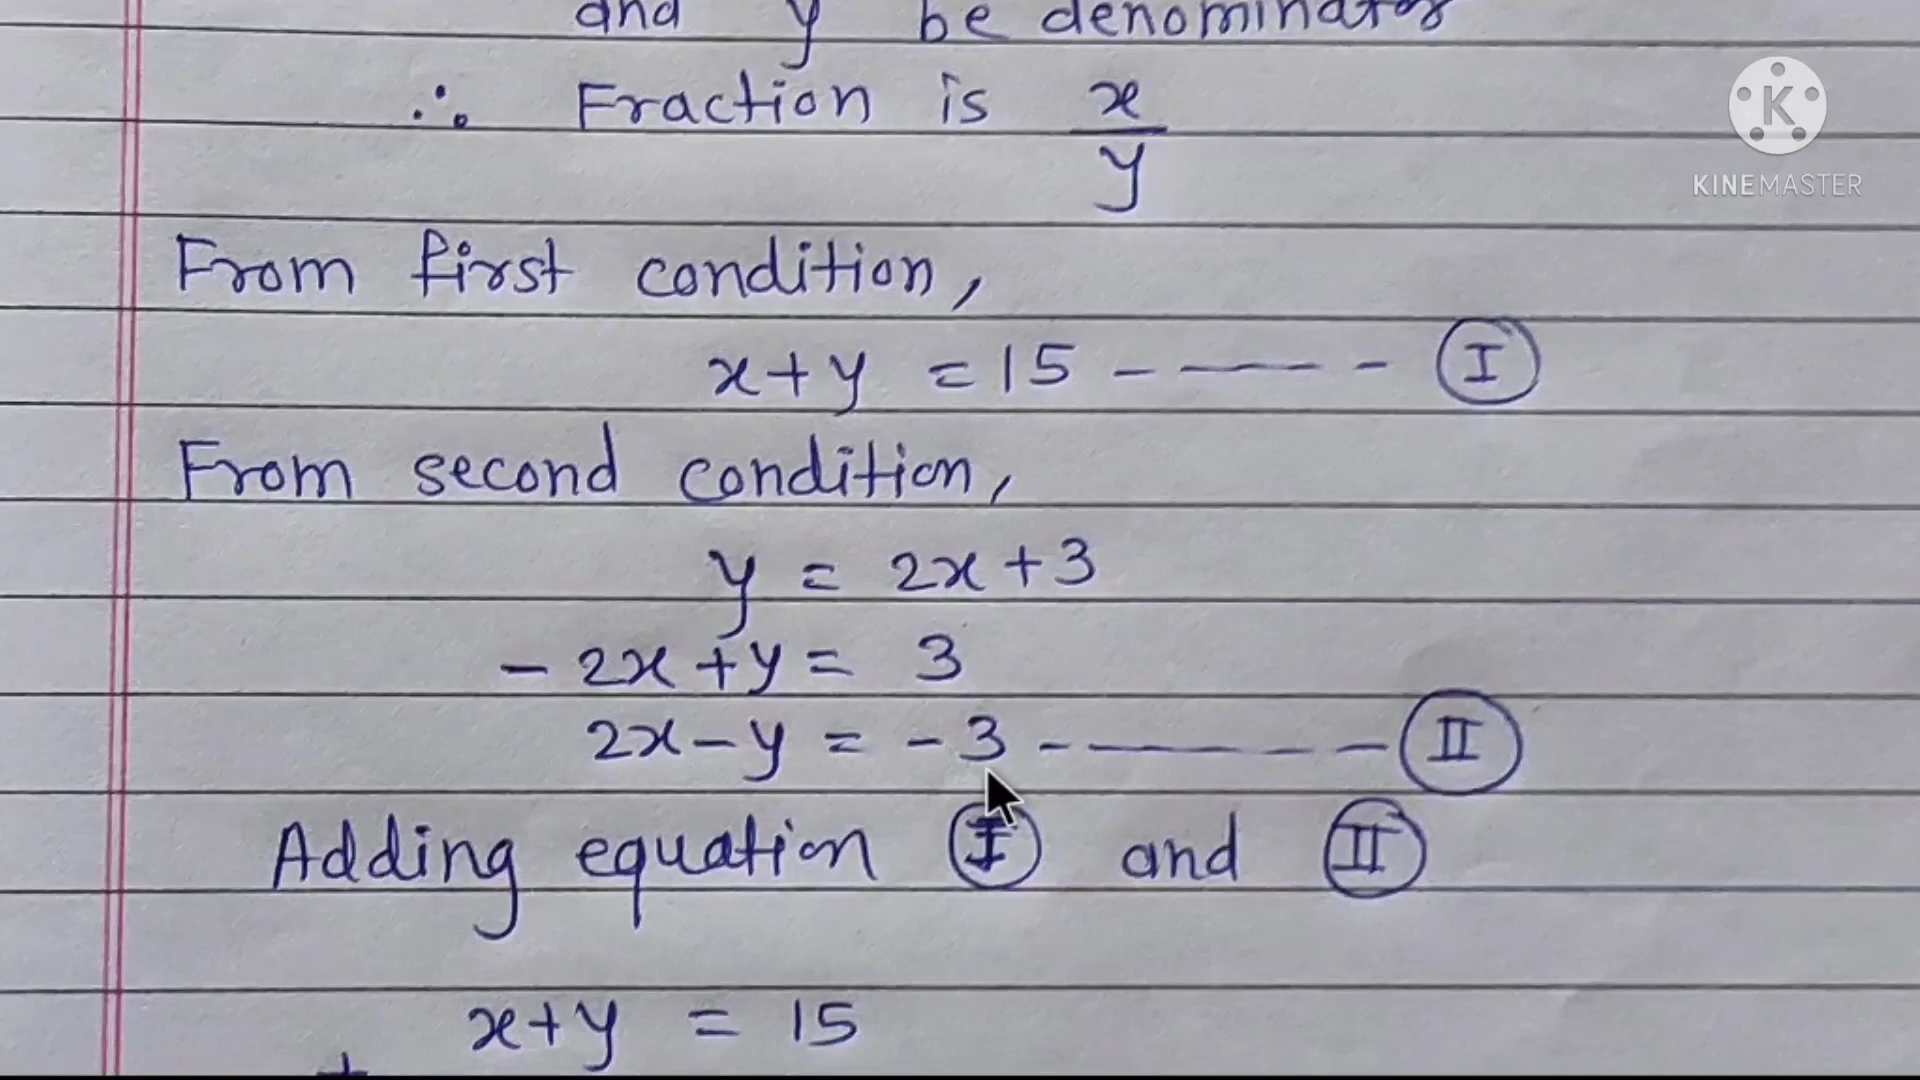 and y be denominator
∴ Fraction is x/y
K
KINEMASTER
From first condition,
x+y = 15 - —— - Ⓘ
From second condition,
y = 2x+3
- 2x+y = 3
2x-y = -3 - ——— - — II
Adding equation I and II
x+y = 15
+